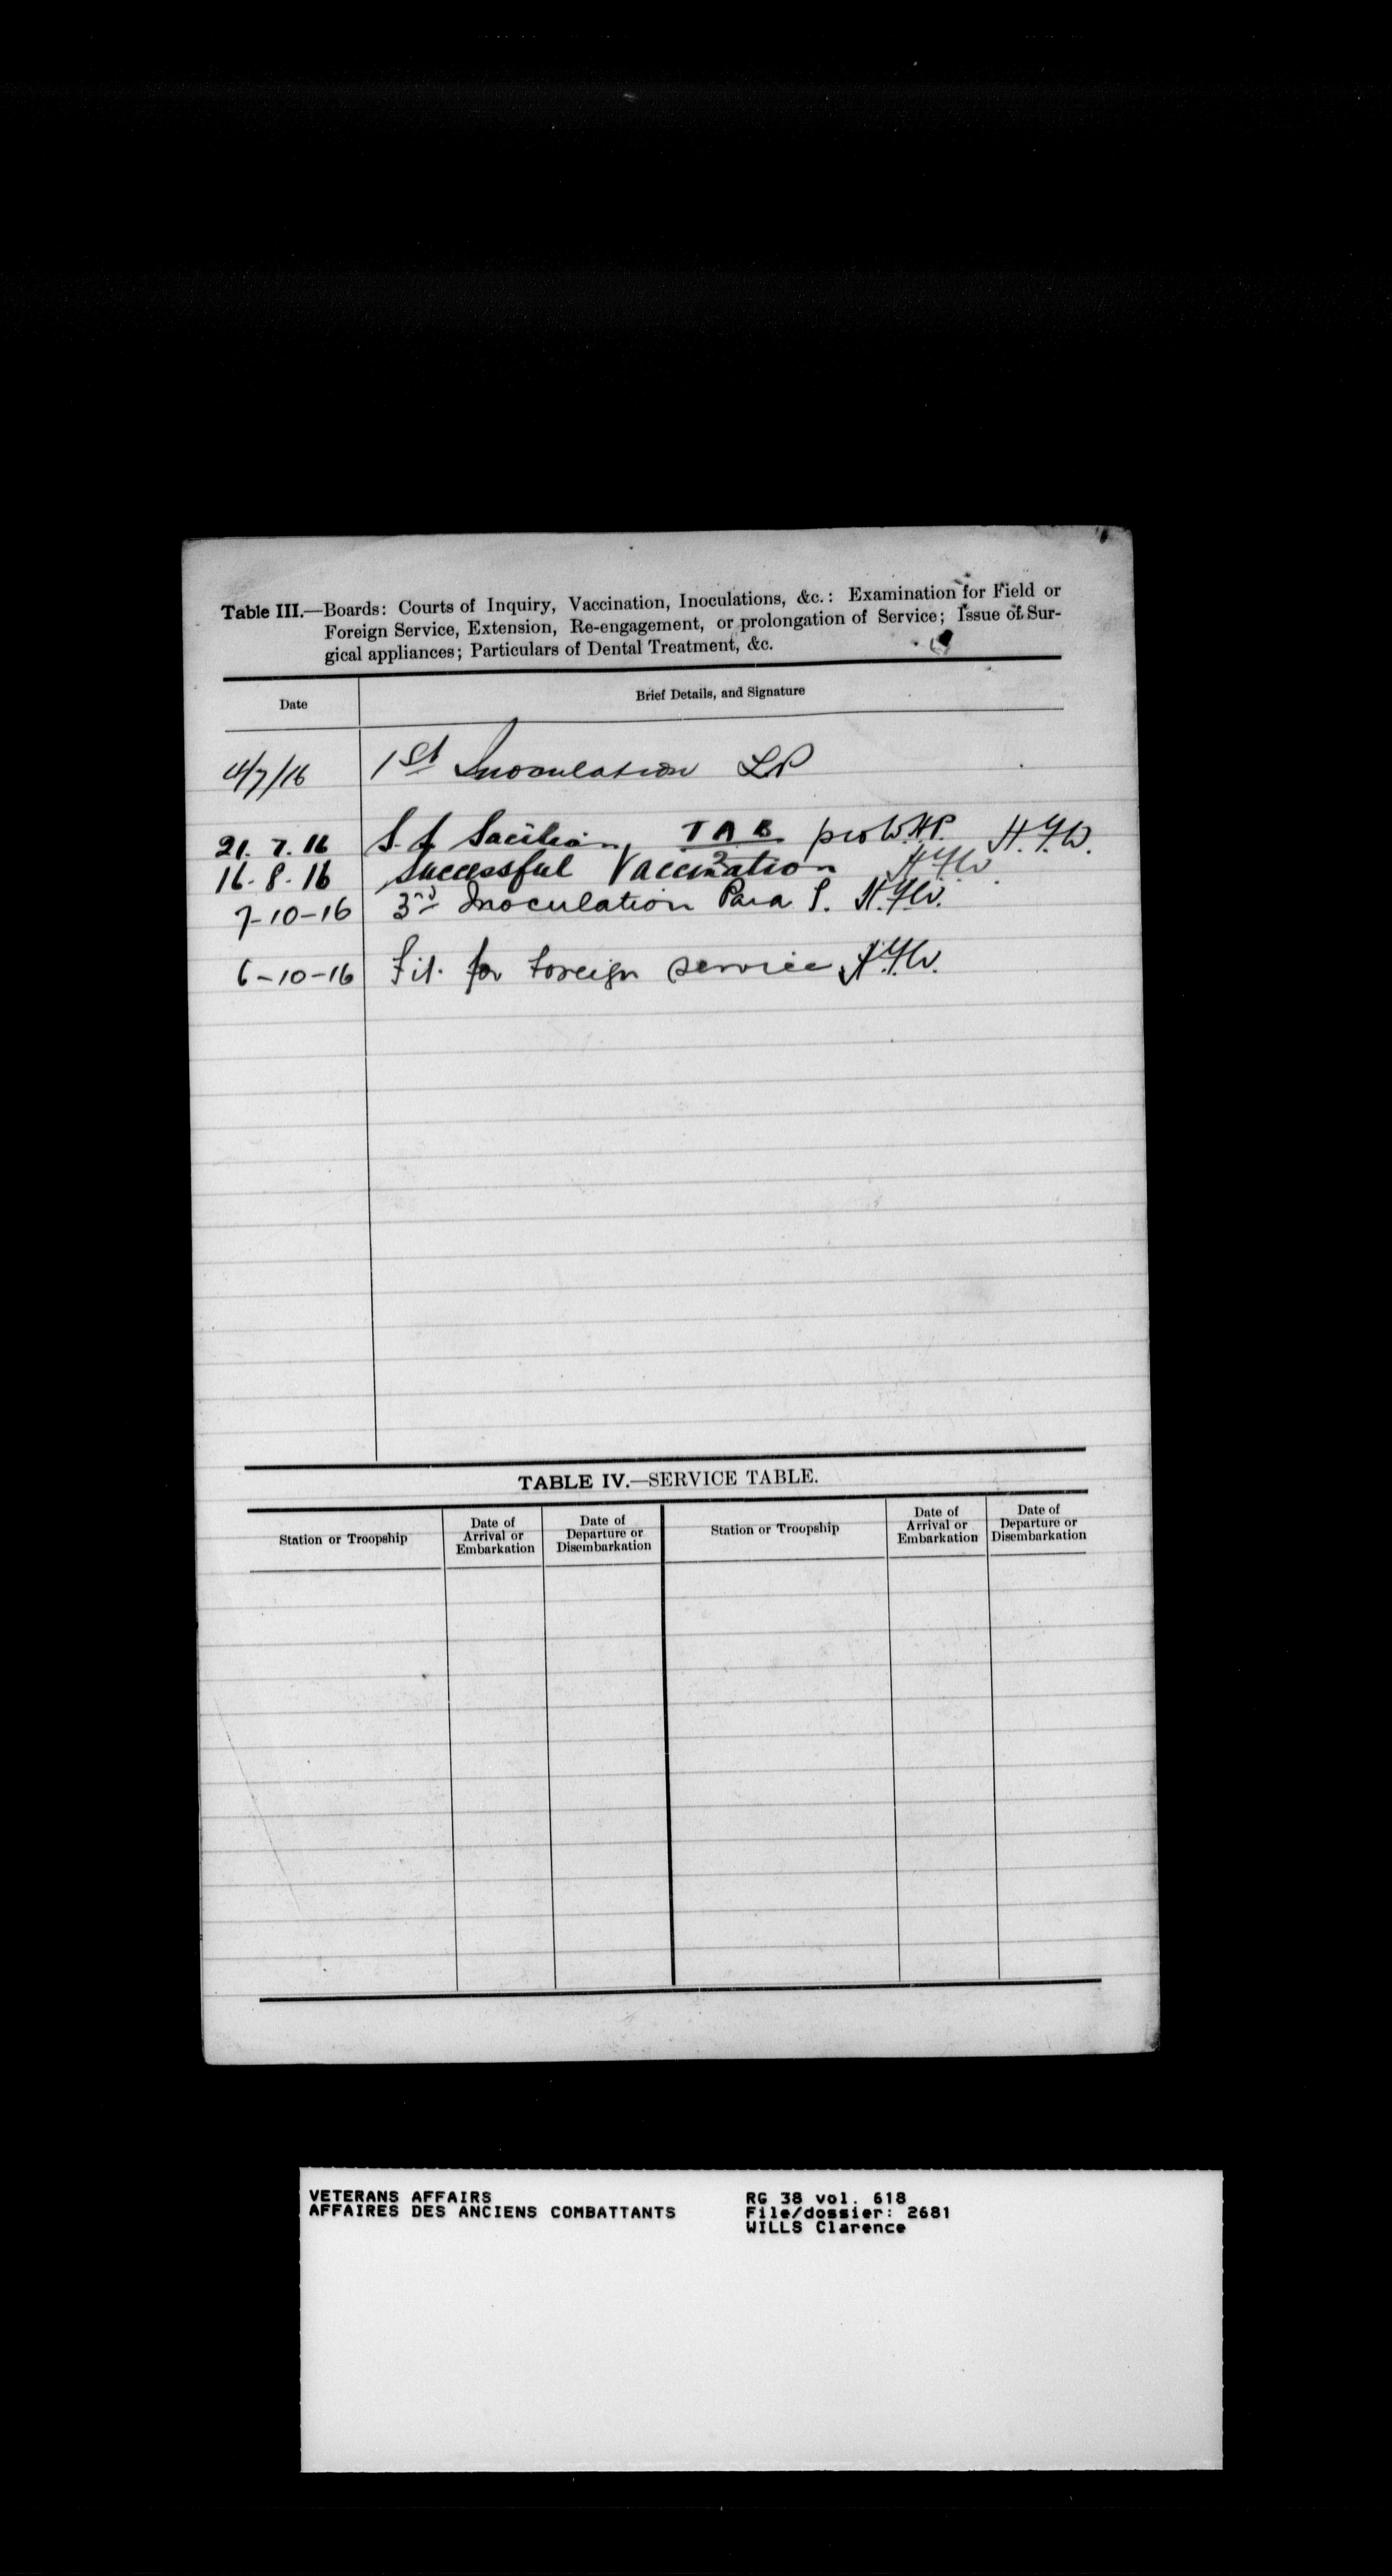 Table III.—Boards: Courts of Inquiry, Vaccination, Inoculations, &c.: Examination for Field or
Foreign Service, Extension, Re-engagement, or prolongation of Service; Issue of Sur-
gical appliances; Particulars of Dental Treatment, &c.
Date Brief Details, and Signature
/7/16 1st Inoculation
21. 7. 16 S.S. Sicilian, TAB H.F.W.
16. 8. 16 Successful Vaccination H.F.W.
7-10-16 3rd Inoculation Para H.F.W.
6-10-16 Fit for Foreign service H.F.W.
TABLE IV.—SERVICE TABLE.
Station or Troopship Date of Arrival or Embarkation Date of Departure or Disembarkation Station or Troopship Date of Arrival or Embarkation Date of Departure or Disembarkation
VETERANS AFFAIRS RG 38 vol. 618
AFFAIRES DES ANCIENS COMBATTANTS File/dossier: 2681
WILLS Clarence